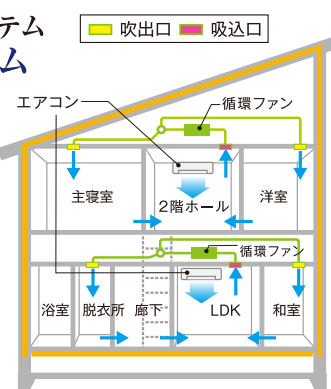 テム
ム
吹出口 吸込口
エアコン
循環ファン
主寝室
2階ホール
洋室
循環ファン
浴室
脱衣所
廊下
LDK
和室